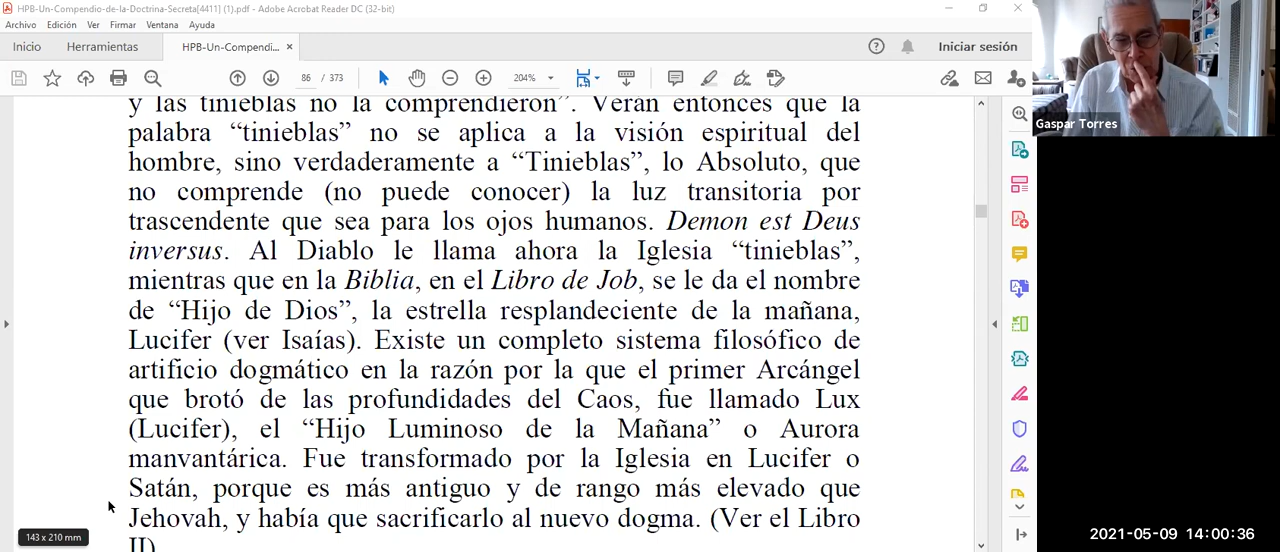 HPB-Un-Compendio-de-la-Doctrina-Secreta[4411] (1).pdf - Adobe Acrobat Reader DC (32-bit)
Archivo Edición Ver Firmar Ventana Ayuda
Inicio Herramientas HPB-Un-Compendi... × Iniciar sesión
86 / 373 204%
y las tinieblas no la comprendieron”. Verán entonces que la
palabra “tinieblas” no se aplica a la visión espiritual del
hombre, sino verdaderamente a “Tinieblas”, lo Absoluto, que
no comprende (no puede conocer) la luz transitoria por
trascendente que sea para los ojos humanos. Demon est Deus
inversus. Al Diablo le llama ahora la Iglesia “tinieblas”,
mientras que en la Biblia, en el Libro de Job, se le da el nombre
de “Hijo de Dios”, la estrella resplandeciente de la mañana,
Lucifer (ver Isaías). Existe un completo sistema filosófico de
artificio dogmático en la razón por la que el primer Arcángel
que brotó de las profundidades del Caos, fue llamado Lux
(Lucifer), el “Hijo Luminoso de la Mañana” o Aurora
manvantárica. Fue transformado por la Iglesia en Lucifer o
Satán, porque es más antiguo y de rango más elevado que
Jehovah, y había que sacrificarlo al nuevo dogma. (Ver el Libro
II)
143 x 210 mm
Gaspar Torres
2021-05-09 14:00:36